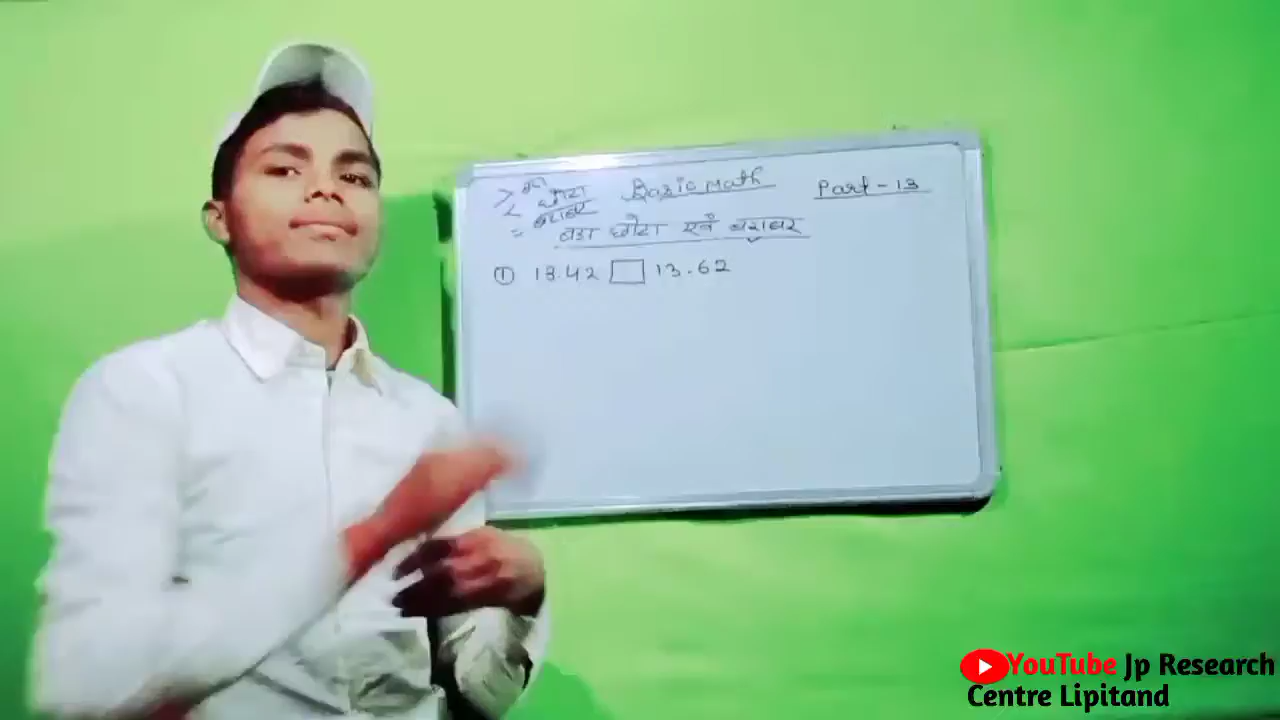 > बड़ा
< छोटा
= बराबर
Bazic Math
Part - 13
बड़ा छोटा एवं बराबर
① 13.42 □ 13.62
YouTube Jp Research
Centre Lipitand